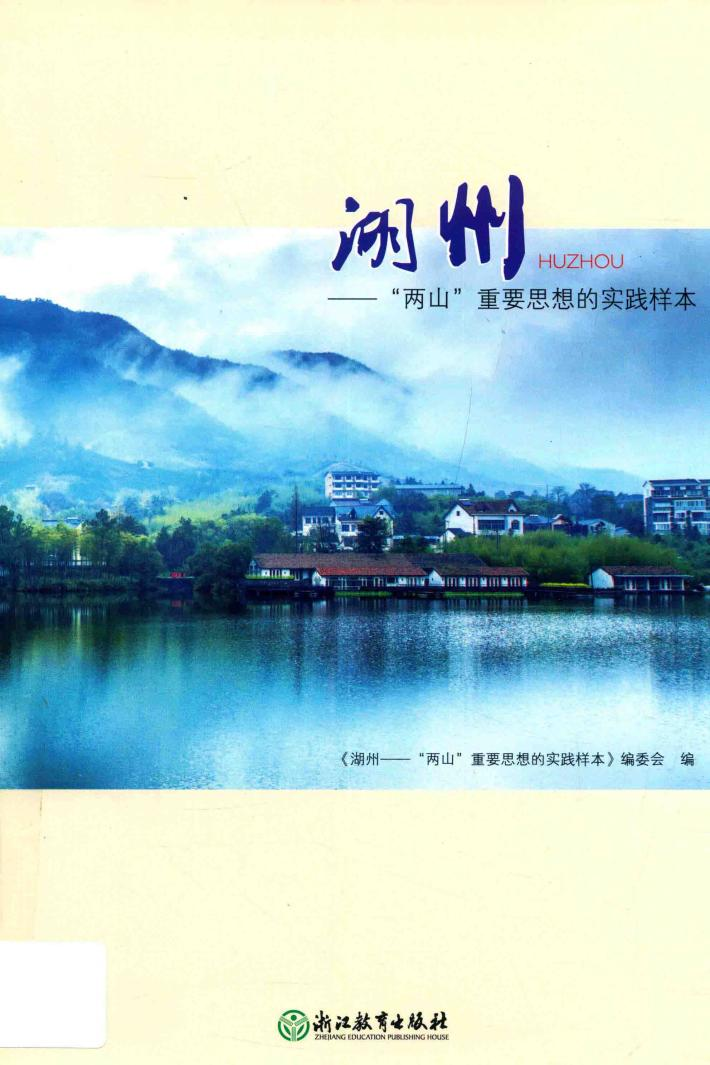 湖州 HUZHOU
——“两山”重要思想的实践样本
《湖州——“两山”重要思想的实践样本》编委会 编
浙江教育出版社
ZHEJIANG EDUCATION PUBLISHING HOUSE